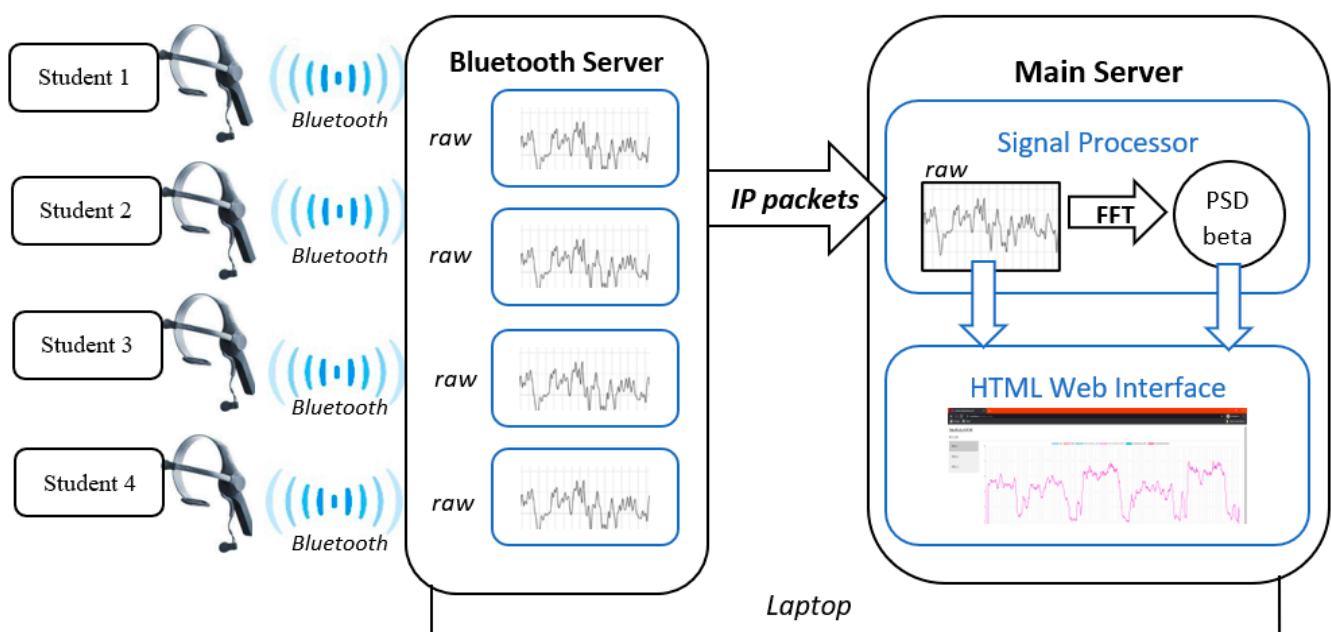 Student 1
Bluetooth
Student 2
Bluetooth
Student 3
Bluetooth
Student 4
Bluetooth
Bluetooth Server
raw
raw
raw
raw
IP packets
Main Server
Signal Processor
raw
FFT
PSD
beta
HTML Web Interface
Laptop